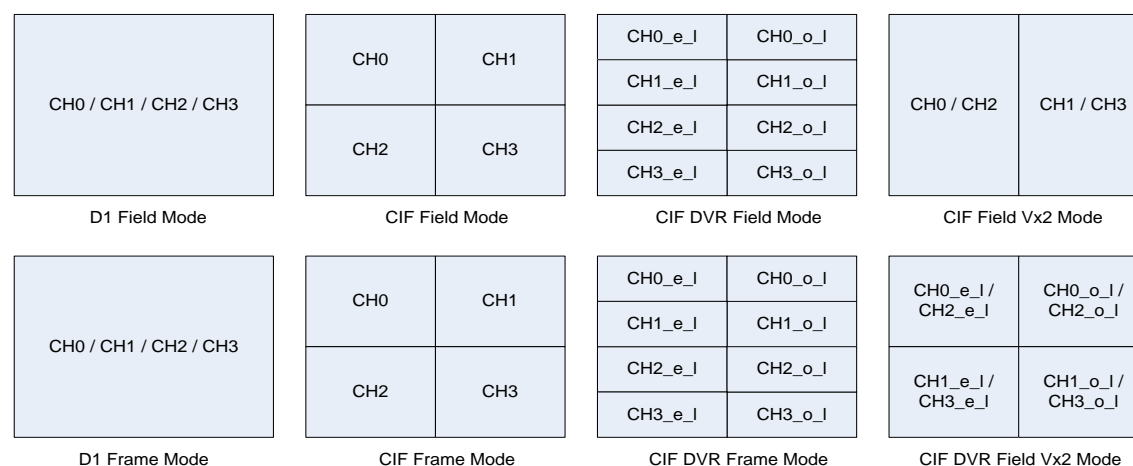 CH0 / CH1 / CH2 / CH3
D1 Field Mode
CH0 CH1
CH2 CH3
CIF Field Mode
CH0_e_l CH0_o_l
CH1_e_l CH1_o_l
CH2_e_l CH2_o_l
CH3_e_l CH3_o_l
CIF DVR Field Mode
CH0 / CH2 CH1 / CH3
CIF Field Vx2 Mode
CH0 / CH1 / CH2 / CH3
D1 Frame Mode
CH0 CH1
CH2 CH3
CIF Frame Mode
CH0_e_l CH0_o_l
CH1_e_l CH1_o_l
CH2_e_l CH2_o_l
CH3_e_l CH3_o_l
CIF DVR Frame Mode
CH0_e_l / CH0_o_l /
CH2_e_l CH2_o_l
CH1_e_l / CH1_o_l /
CH3_e_l CH3_o_l
CIF DVR Field Vx2 Mode